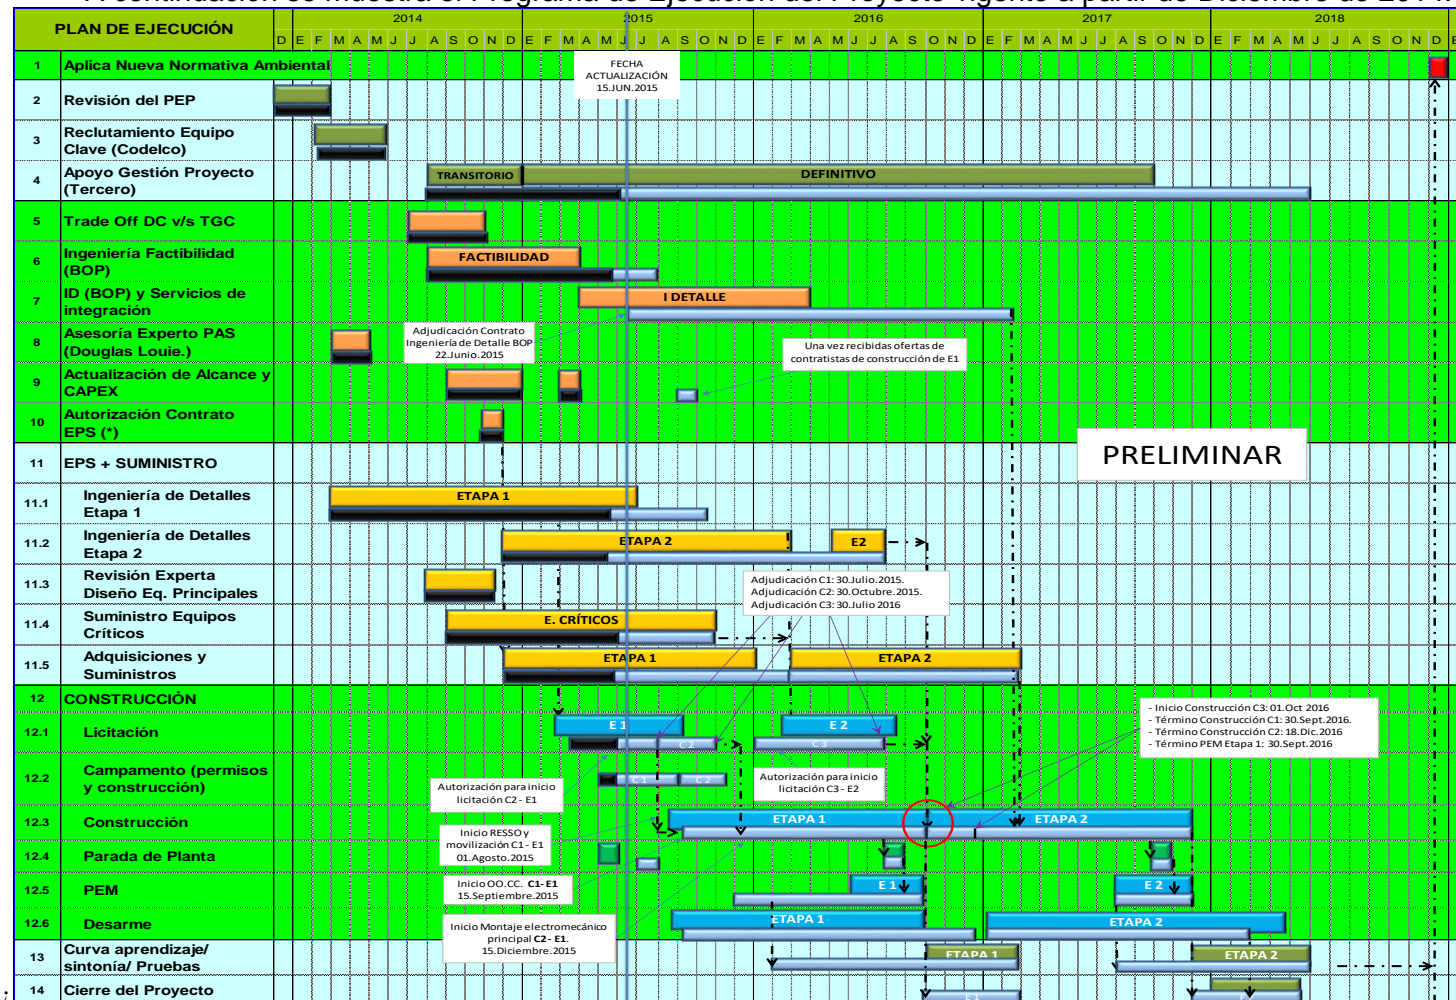 PLAN DE EJECUCIÓN
2014
2015
2016
2017
2018
D E F M A M J J A S O N D E F M A M J J A S O N D E F M A M J J A S O N D E F M A M J J A S O N D E F M A M J J A S O N D E
1 Aplica Nueva Normativa Ambiental
FECHA
ACTUALIZACIÓN
15.JUN.2015
2 Revisión del PEP
3 Reclutamiento Equipo
Clave (Codelco)
4 Apoyo Gestión Proyecto
(Tercero)
TRANSITORIO
DEFINITIVO
5 Trade Off DC v/s TGC
6 Ingeniería Factibilidad
(BOP)
FACTIBILIDAD
7 ID (BOP) y Servicios de
integración
I DETALLE
8 Asesoría Experto PAS
(Douglas Louie.)
Adjudicación Contrato
Ingeniería de Detalle BOP
22.Junio.2015
Una vez recibidas ofertas de
contratistas de construcción de E1
9 Actualización de Alcance y
CAPEX
10 Autorización Contrato
EPS (*)
PRELIMINAR
11 EPS + SUMINISTRO
11.1 Ingeniería de Detalles
Etapa 1
ETAPA 1
11.2 Ingeniería de Detalles
Etapa 2
ETAPA 2
E2
11.3 Revisión Experta
Diseño Eq. Principales
Adjudicación C1: 30.Julio.2015.
Adjudicación C2: 30.Octubre.2015.
Adjudicación C3: 30.Julio 2016
11.4 Suministro Equipos
Críticos
E. CRÍTICOS
11.5 Adquisiciones y
Suministros
ETAPA 1
ETAPA 2
12 CONSTRUCCIÓN
- Inicio Construcción C3: 01.Oct 2016
- Término Construcción C1: 30.Sept.2016.
- Término Construcción C2: 18.Dic.2016
- Término PEM Etapa 1: 30.Sept.2016
12.1 Licitación
E 1
E 2
C 2
C 3
12.2 Campamento (permisos
y construcción)
C 1
C 2
Autorización para inicio
licitación C2 - E1
Autorización para inicio
licitación C3 - E2
12.3 Construcción
ETAPA 1
ETAPA 2
Inicio RESSO y
movilización C1 - E1
01.Agosto.2015
12.4 Parada de Planta
12.5 PEM
E 1
E 2
Inicio OO.CC. C1- E1
15.Septiembre.2015
12.6 Desarme
ETAPA 1
ETAPA 2
Inicio Montaje electromecánico
principal C2- E1.
15.Diciembre.2015
13 Curva aprendizaje/
sintonía/ Pruebas
ETAPA 1
ETAPA 2
14 Cierre del Proyecto
E 1